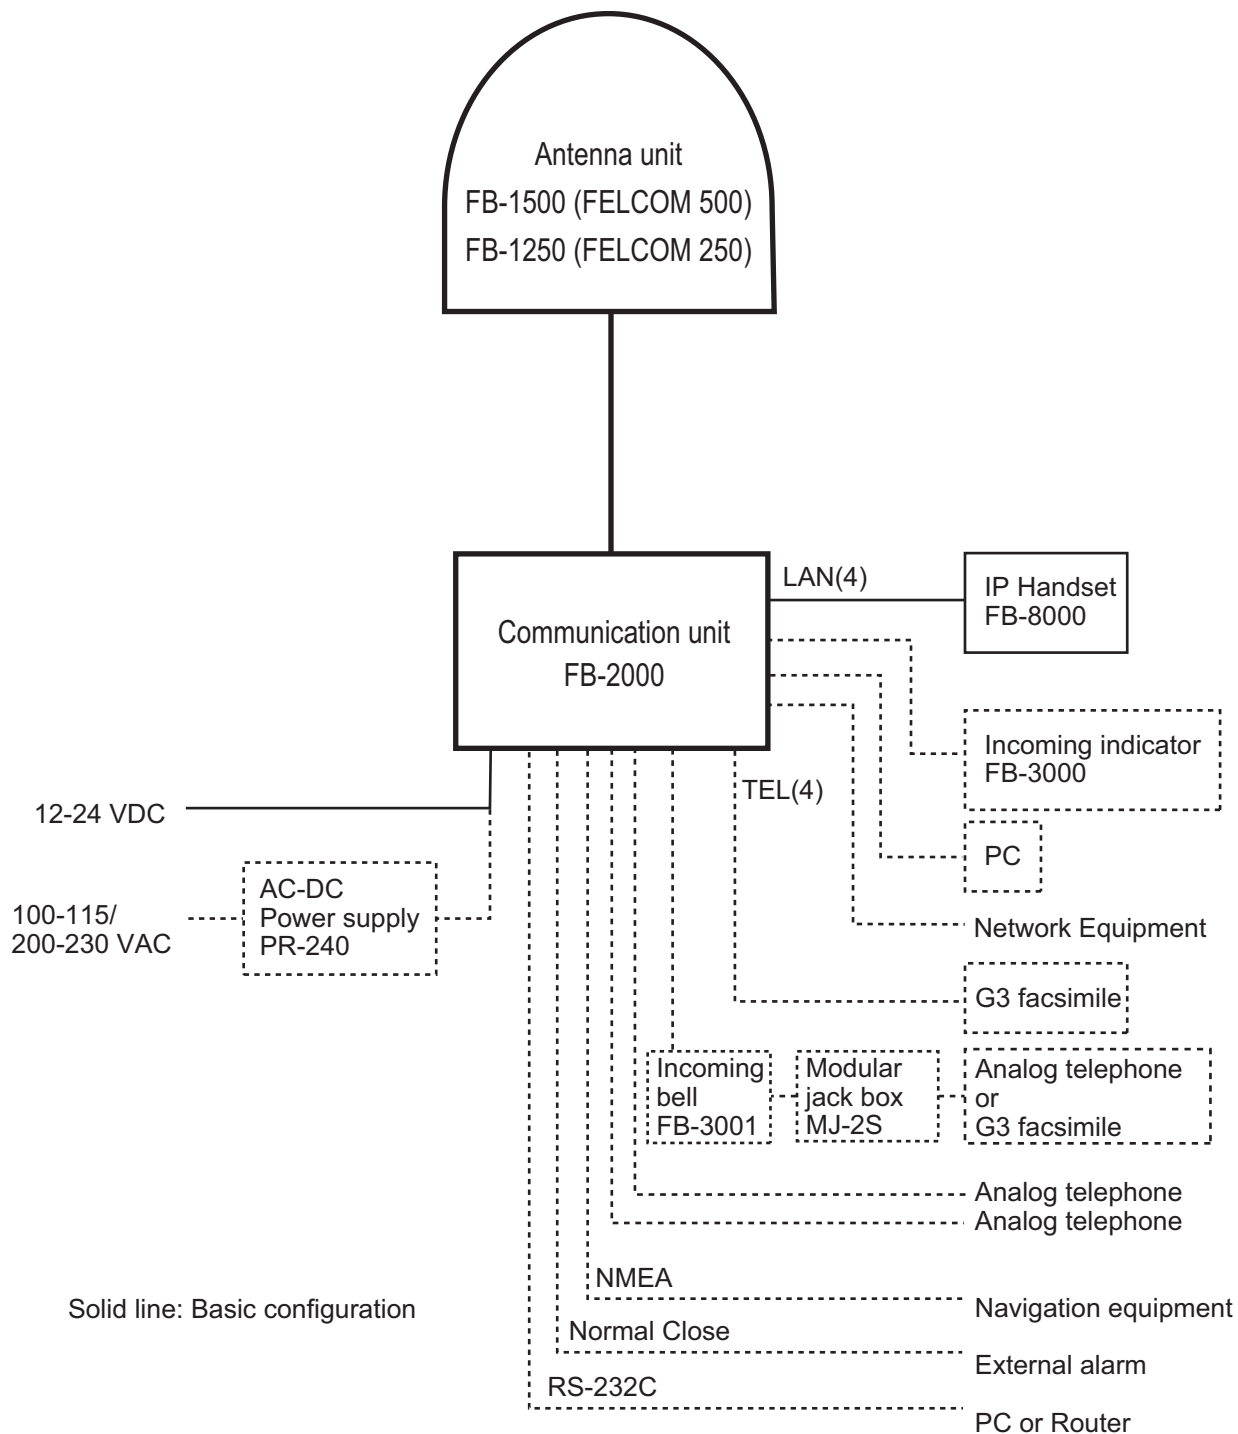 Antenna unit
FB-1500 (FELCOM 500)
FB-1250 (FELCOM 250)
LAN(4)
IP Handset
FB-8000
Communication unit
FB-2000
Incoming indicator
FB-3000
TEL(4)
12-24 VDC
PC
AC-DC
Power supply
PR-240
100-115/
200-230 VAC
Network Equipment
G3 facsimile
Incoming
bell
FB-3001
Modular
jack box
MJ-2S
Analog telephone
or
G3 facsimile
Analog telephone
Analog telephone
NMEA
Navigation equipment
Solid line: Basic configuration
Normal Close
External alarm
RS-232C
PC or Router